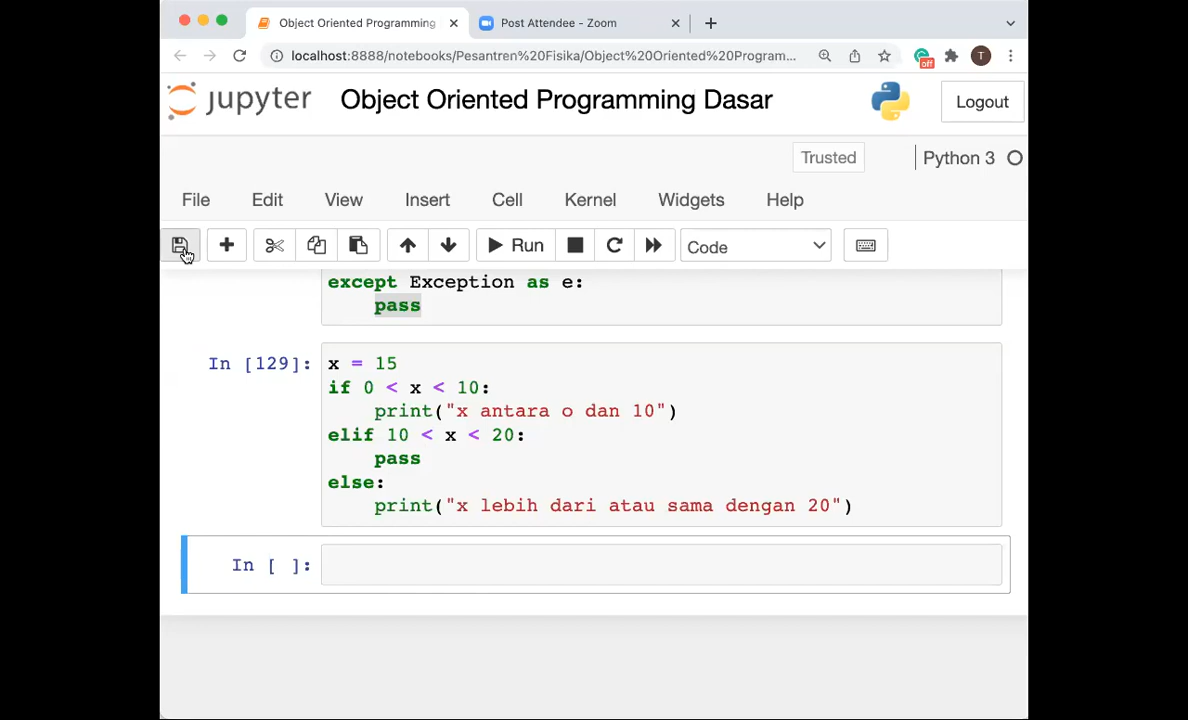 Object Oriented Programming
Post Attendee - Zoom
localhost:8888/notebooks/Pesantren%20Fisika/Object%20Oriented%20Program...
off
T
jupyter
Object Oriented Programming Dasar
Logout
Trusted
Python 3
File Edit View Insert Cell Kernel Widgets Help
Run
Code
except Exception as e:
pass
In [129]:
x = 15
if 0 < x < 10:
print("x antara o dan 10")
elif 10 < x < 20:
pass
else:
print("x lebih dari atau sama dengan 20")
In [ ]: